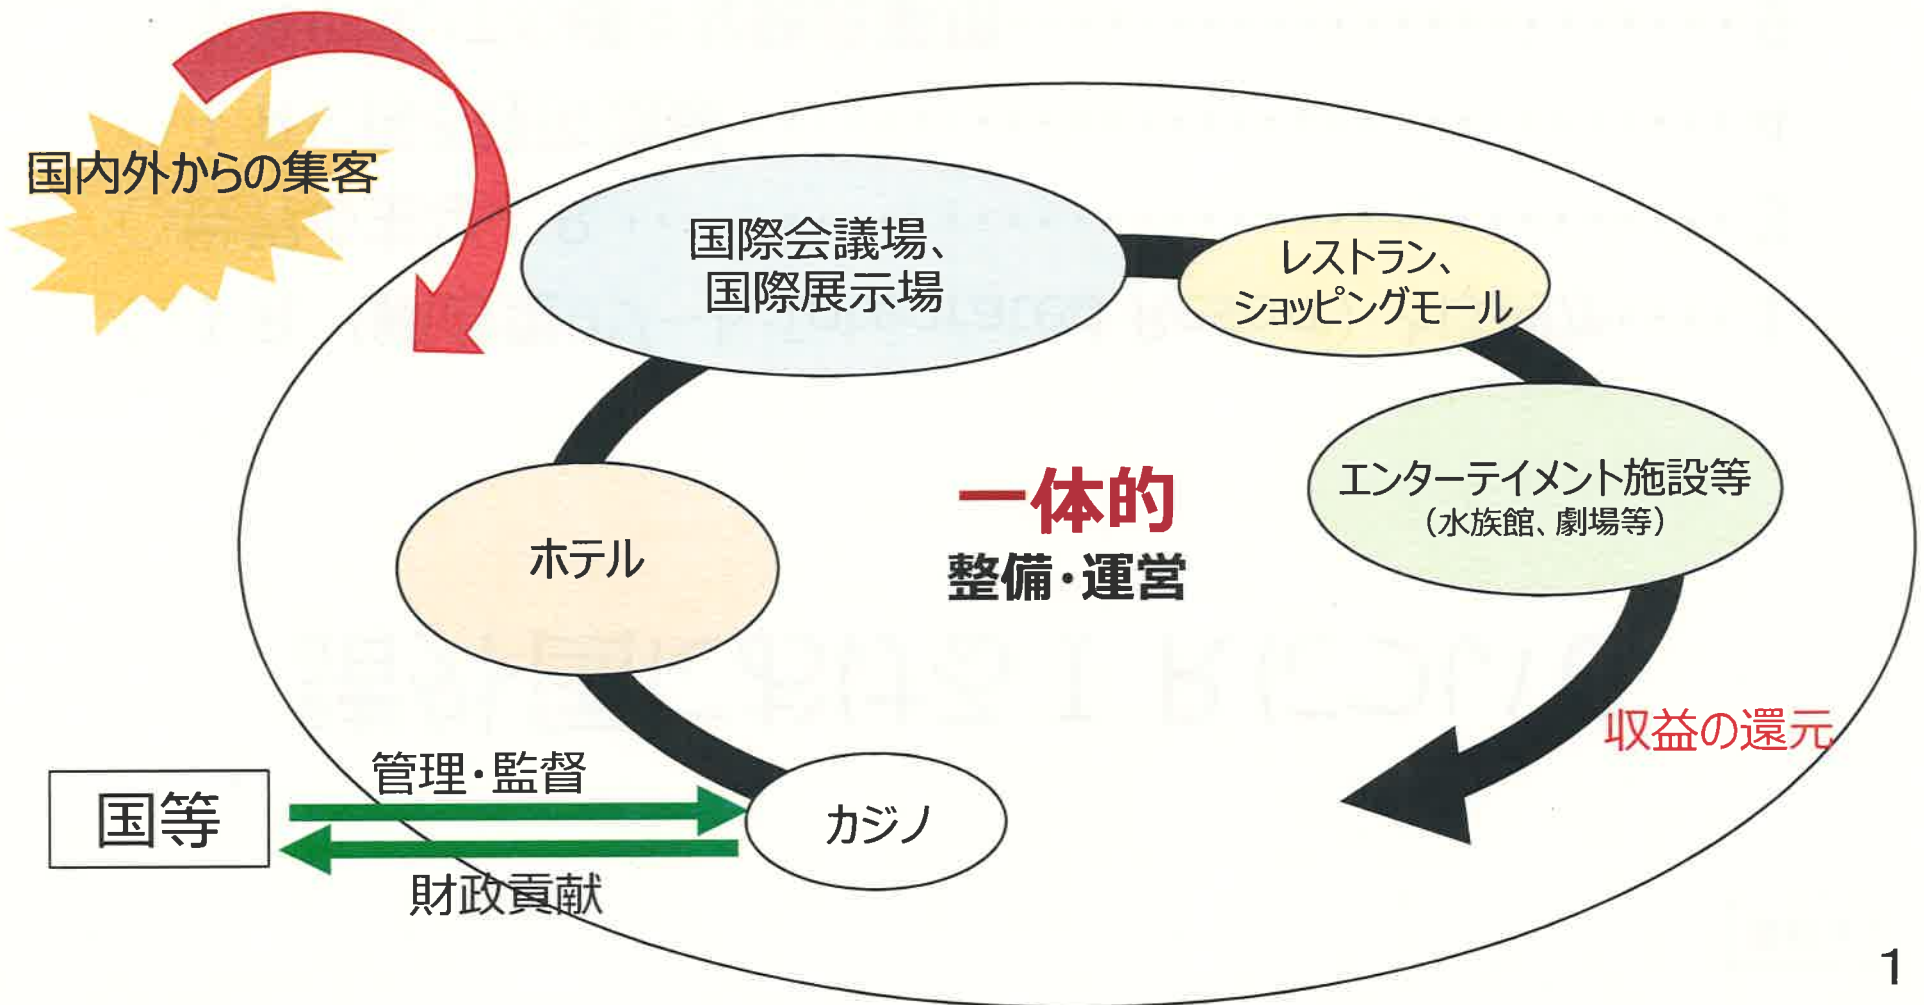 国内外からの集客
国際会議場、
国際展示場
レストラン、
ショッピングモール
エンターテイメント施設等
(水族館、劇場等)
一体的
整備・運営
ホテル
収益の還元
管理・監督
国等
カジノ
財政貢献
1